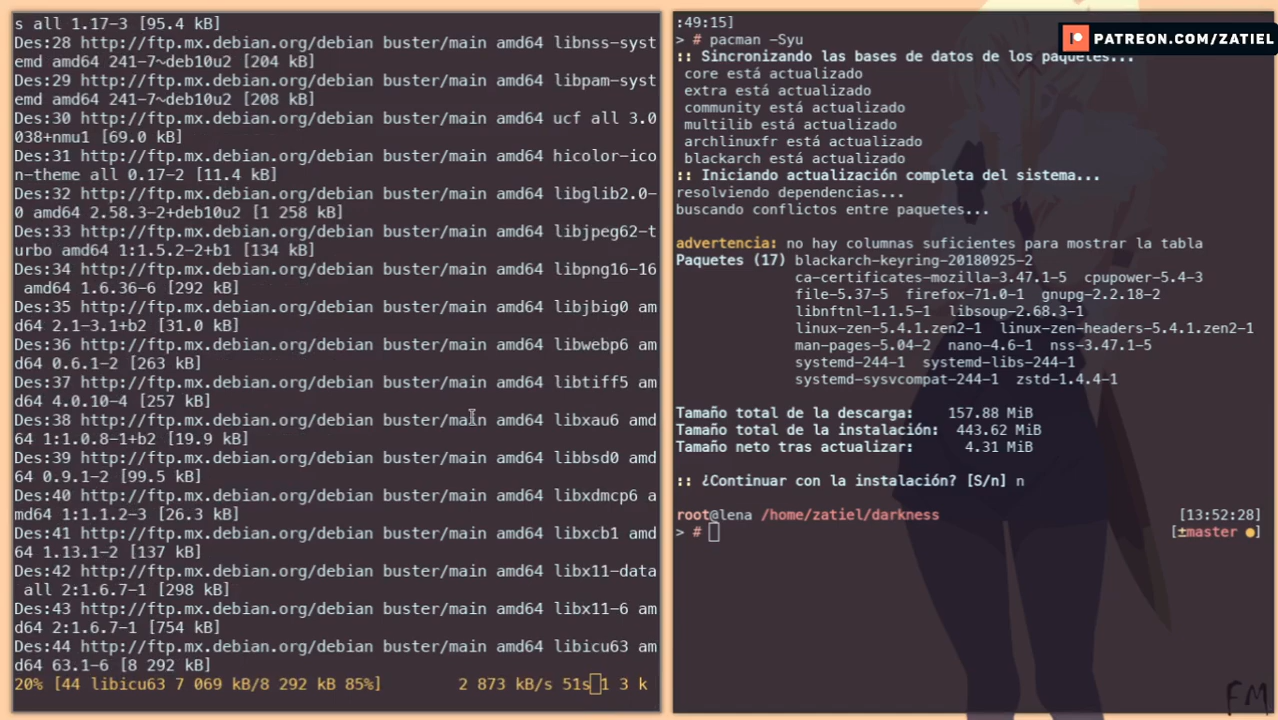 s all 1.17-3 [95.4 kB]
Des:28 http://ftp.mx.debian.org/debian buster/main amd64 libnss-syst
emd amd64 241-7~deb10u2 [204 kB]
Des:29 http://ftp.mx.debian.org/debian buster/main amd64 libpam-syst
emd amd64 241-7~deb10u2 [208 kB]
Des:30 http://ftp.mx.debian.org/debian buster/main amd64 ucf all 3.0
038+nmu1 [69.0 kB]
Des:31 http://ftp.mx.debian.org/debian buster/main amd64 hicolor-ico
n-theme all 0.17-2 [11.4 kB]
Des:32 http://ftp.mx.debian.org/debian buster/main amd64 libglib2.0-
0 amd64 2.58.3-2+deb10u2 [1 258 kB]
Des:33 http://ftp.mx.debian.org/debian buster/main amd64 libjpeg62-t
urbo amd64 1:1.5.2-2+b1 [134 kB]
Des:34 http://ftp.mx.debian.org/debian buster/main amd64 libpng16-16
 amd64 1.6.36-6 [292 kB]
Des:35 http://ftp.mx.debian.org/debian buster/main amd64 libjbig0 am
d64 2.1-3.1+b2 [31.0 kB]
Des:36 http://ftp.mx.debian.org/debian buster/main amd64 libwebp6 am
d64 0.6.1-2 [263 kB]
Des:37 http://ftp.mx.debian.org/debian buster/main amd64 libtiff5 am
d64 4.0.10-4 [257 kB]
Des:38 http://ftp.mx.debian.org/debian buster/main amd64 libxau6 amd
64 1:1.0.8-1+b2 [19.9 kB]
Des:39 http://ftp.mx.debian.org/debian buster/main amd64 libbsd0 amd
64 0.9.1-2 [99.5 kB]
Des:40 http://ftp.mx.debian.org/debian buster/main amd64 libxdmcp6 a
md64 1:1.1.2-3 [26.3 kB]
Des:41 http://ftp.mx.debian.org/debian buster/main amd64 libxcb1 amd
64 1.13.1-2 [137 kB]
Des:42 http://ftp.mx.debian.org/debian buster/main amd64 libx11-data
 all 2:1.6.7-1 [298 kB]
Des:43 http://ftp.mx.debian.org/debian buster/main amd64 libx11-6 am
d64 2:1.6.7-1 [754 kB]
Des:44 http://ftp.mx.debian.org/debian buster/main amd64 libicu63 am
d64 63.1-6 [8 292 kB]
20% [44 libicu63 7 069 kB/8 292 kB 85%] 2 873 kB/s 51s 1 3 k
:49:15]
> # pacman -Syu
:: Sincronizando las bases de datos de los paquetes...
core está actualizado
extra está actualizado
community está actualizado
multilib está actualizado
archlinuxfr está actualizado
blackarch está actualizado
:: Iniciando actualización completa del sistema...
resolviendo dependencias...
buscando conflictos entre paquetes...
advertencia: no hay columnas suficientes para mostrar la tabla
Paquetes (17) blackarch-keyring-20180925-2
ca-certificates-mozilla-3.47.1-5 cpupower-5.4-3
file-5.37-5 firefox-71.0-1 gnupg-2.2.18-2
libnftnl-1.1.5-1 libsoup-2.68.3-1
linux-zen-5.4.1.zen2-1 linux-zen-headers-5.4.1.zen2-1
man-pages-5.04-2 nano-4.6-1 nss-3.47.1-5
systemd-244-1 systemd-libs-244-1
systemd-sysvcompat-244-1 zstd-1.4.4-1
Tamaño total de la descarga: 157.88 MiB
Tamaño total de la instalación: 443.62 MiB
Tamaño neto tras actualizar: 4.31 MiB
:: ¿Continuar con la instalación? [S/n] n
root@lena /home/zatiel/darkness [13:52:28]
> # [±master ●]
PATREON.COM/ZATIEL
FM